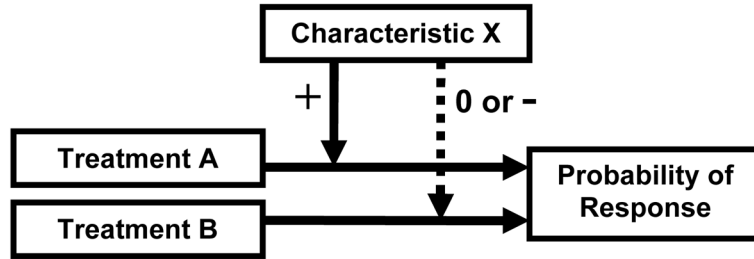 Characteristic X
+
0 or -
Treatment A
Probability of
Response
Treatment B